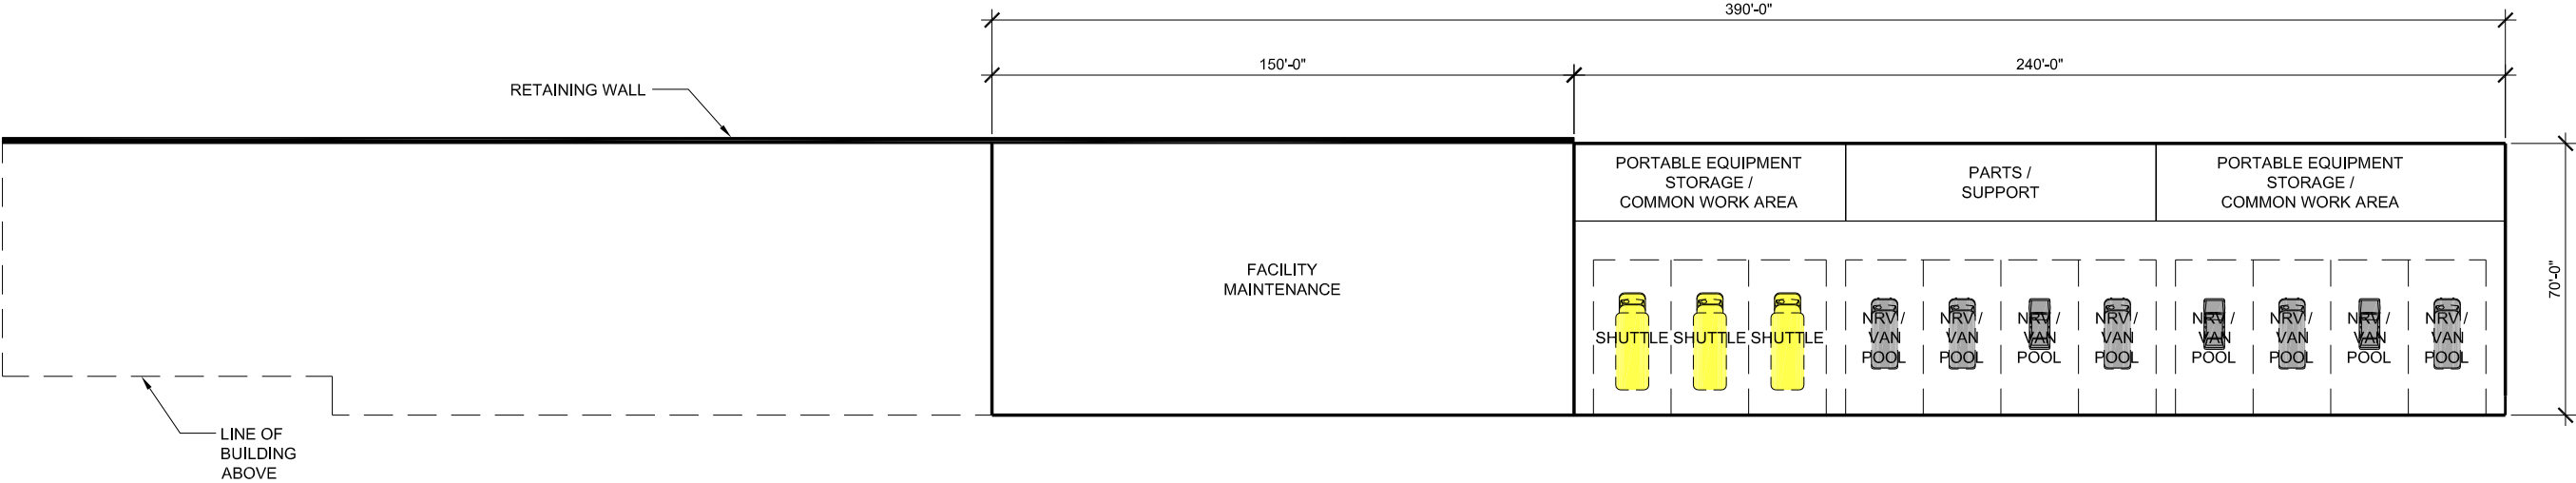 390'-0"
150'-0"
240'-0"
RETAINING WALL
PORTABLE EQUIPMENT
STORAGE /
COMMON WORK AREA
PARTS /
SUPPORT
PORTABLE EQUIPMENT
STORAGE /
COMMON WORK AREA
FACILITY
MAINTENANCE
70'-0"
SHUTTLE
SHUTTLE
SHUTTLE
NRV /
VAN
POOL
NRV /
VAN
POOL
NRV /
VAN
POOL
NRV /
VAN
POOL
NRV /
VAN
POOL
NRV /
VAN
POOL
NRV /
VAN
POOL
NRV /
VAN
POOL
LINE OF
BUILDING
ABOVE